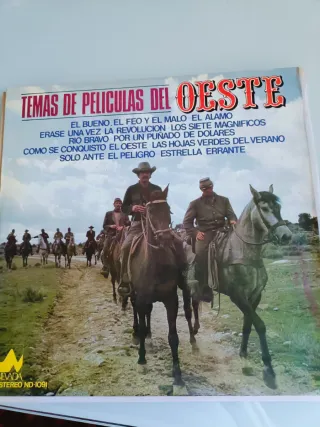 TEMAS DE PELICULAS DEL OESTE
EL BUENO, EL FEO Y EL MALO EL ALAMO
ERASE UNA VEZ LA REVOLUCION LOS SIETE MAGNIFICOS
RIO BRAVO POR UN PUÑADO DE DOLARES
COMO SE CONQUISTO EL OESTE LAS HOJAS VERDES DEL VERANO
SOLO ANTE EL PELIGRO ESTRELLA ERRANTE
NEVADA
STEREO ND-1091